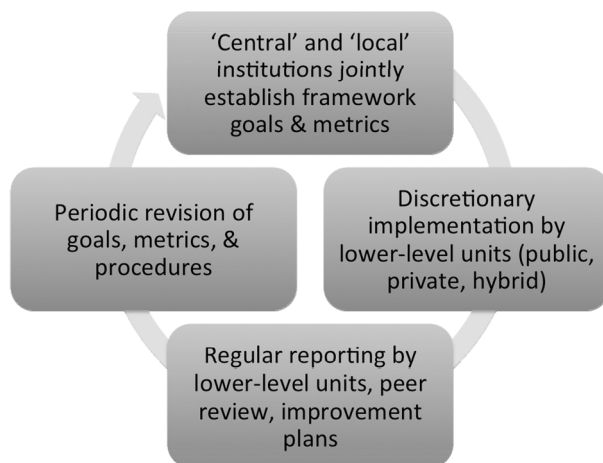 ‘Central’ and ‘local’
institutions jointly
establish framework
goals & metrics
Discretionary
implementation by
lower-level units (public,
private, hybrid)
Regular reporting by
lower-level units, peer
review, improvement
plans
Periodic revision of
goals, metrics, &
procedures